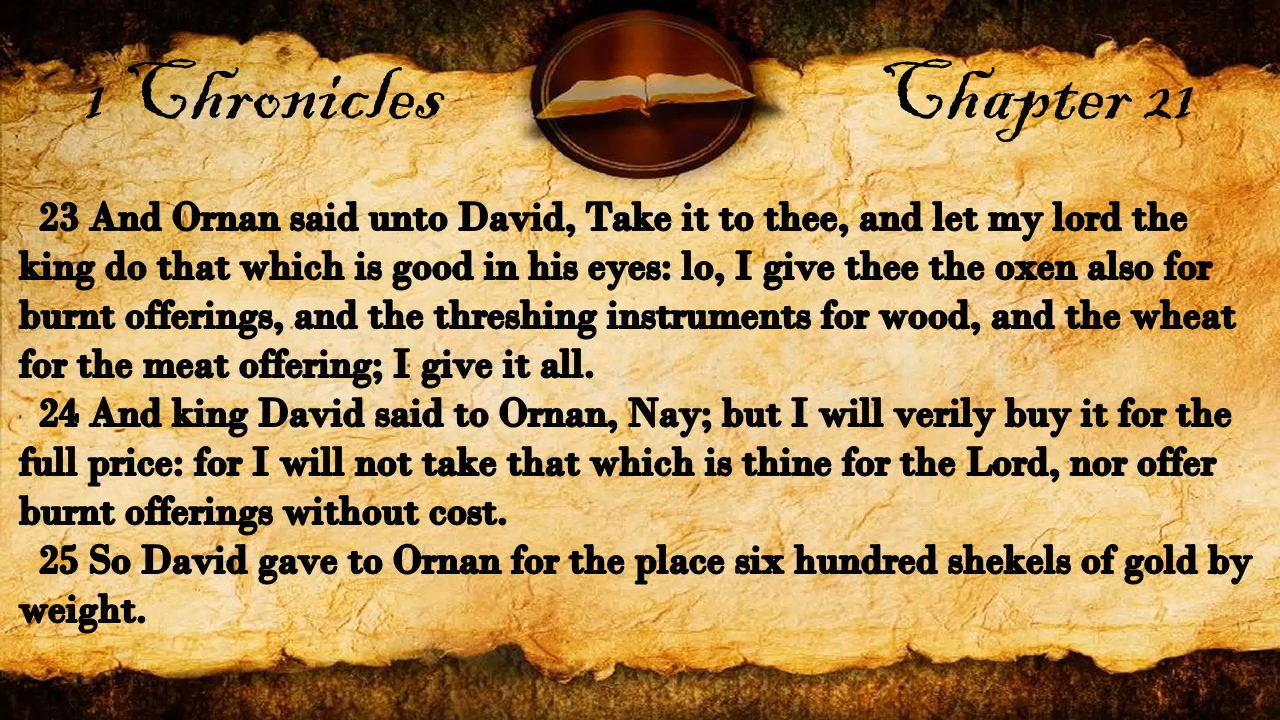 1 Chronicles Chapter 21
23 And Ornan said unto David, Take it to thee, and let my lord the
king do that which is good in his eyes: lo, I give thee the oxen also for
burnt offerings, and the threshing instruments for wood, and the wheat
for the meat offering; I give it all.
24 And king David said to Ornan, Nay; but I will verily buy it for the
full price: for I will not take that which is thine for the Lord, nor offer
burnt offerings without cost.
25 So David gave to Ornan for the place six hundred shekels of gold by
weight.